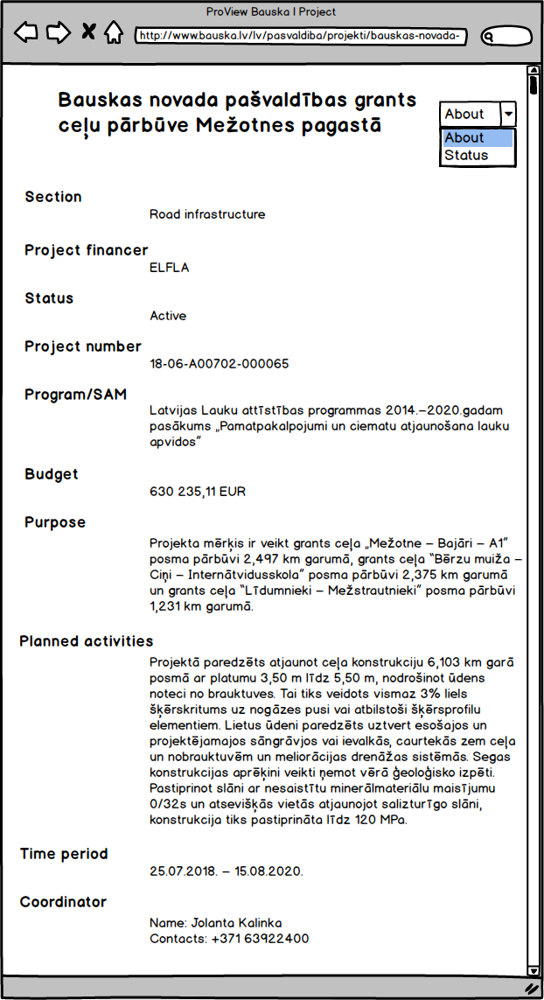 ProView Bauska | Project
http://www.bauska.lv/lv/pasvaldiba/projekti/bauskas-novada-
Bauskas novada pašvaldības grants
ceļu pārbūve Mežotnes pagastā
About
About
Status
Section
Road infrastructure
Project financer
ELFLA
Status
Active
Project number
18-06-A00702-000065
Program/SAM
Latvijas Lauku attīstības programmas 2014.–2020.gadam
pasākums „Pamatpakalpojumi un ciematu atjaunošana lauku
apvidos”
Budget
630 235,11 EUR
Purpose
Projekta mērķis ir veikt grants ceļa „Mežotne – Bajāri – A1”
posma pārbūvi 2,497 km garumā, grants ceļa “Bērzu muiža –
Ciņi – Internātvidusskola” posma pārbūvi 2,375 km garumā
un grants ceļa “Līdumnieki – Mežstrautnieki” posma pārbūvi
1,231 km garumā.
Planned activities
Projektā paredzēts atjaunot ceļa konstrukciju 6,103 km garā
posmā ar platumu 3,50 m līdz 5,50 m, nodrošinot ūdens
noteci no brauktuves. Tai tiks veidots vismaz 3% liels
šķērskritums uz nogāzes pusi vai atbilstoši šķērsprofilu
elementiem. Lietus ūdeni paredzēts uztvert esošajos un
projektējamajos sāngrāvjos vai ievalkās, caurtekās zem ceļa
un nobrauktuvēm un meliorācijas drenāžas sistēmās. Segas
konstrukcijas aprēķini veikti ņemot vērā ģeoloģisko izpēti.
Pastiprinot slāni ar nesaistītu minerālmateriālu maisījumu
0/32s un atsevišķās vietās atjaunojot salizturīgo slāni,
konstrukcija tiks pastiprināta līdz 120 MPa.
Time period
25.07.2018. – 15.08.2020.
Coordinator
Name: Jolanta Kalinka
Contacts: +371 63922400